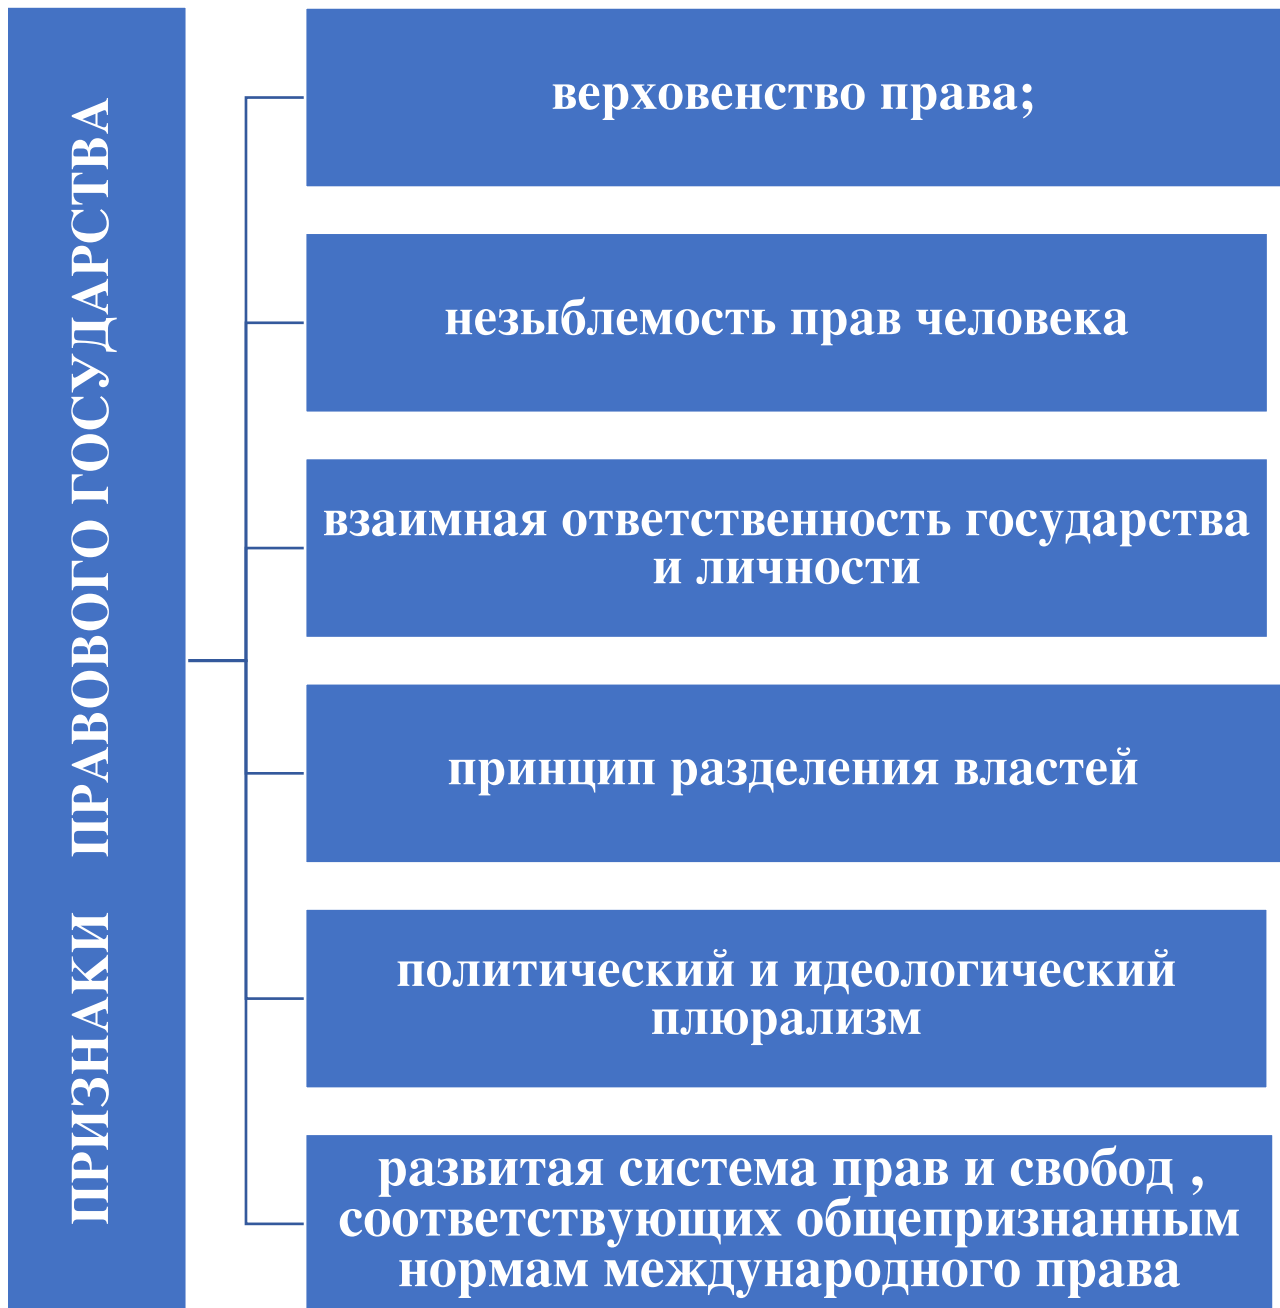 ПРИЗНАКИ ПРАВОВОГО ГОСУДАРСТВА
верховенство права;
незыблемость прав человека
взаимная ответственность государства
и личности
принцип разделения властей
политический и идеологический
плюрализм
развитая система прав и свобод ,
соответствующих общепризнанным
нормам международного права